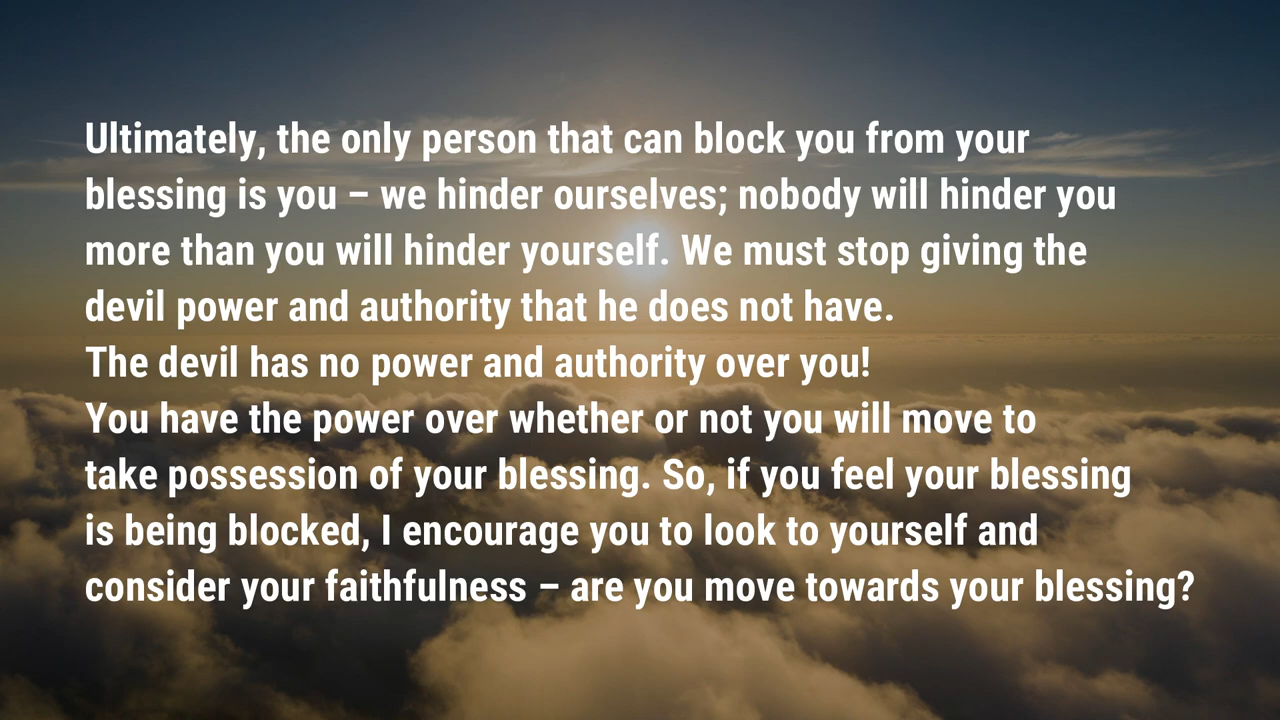 Ultimately, the only person that can block you from your
blessing is you – we hinder ourselves; nobody will hinder you
more than you will hinder yourself. We must stop giving the
devil power and authority that he does not have.
The devil has no power and authority over you!
You have the power over whether or not you will move to
take possession of your blessing. So, if you feel your blessing
is being blocked, I encourage you to look to yourself and
consider your faithfulness – are you move towards your blessing?